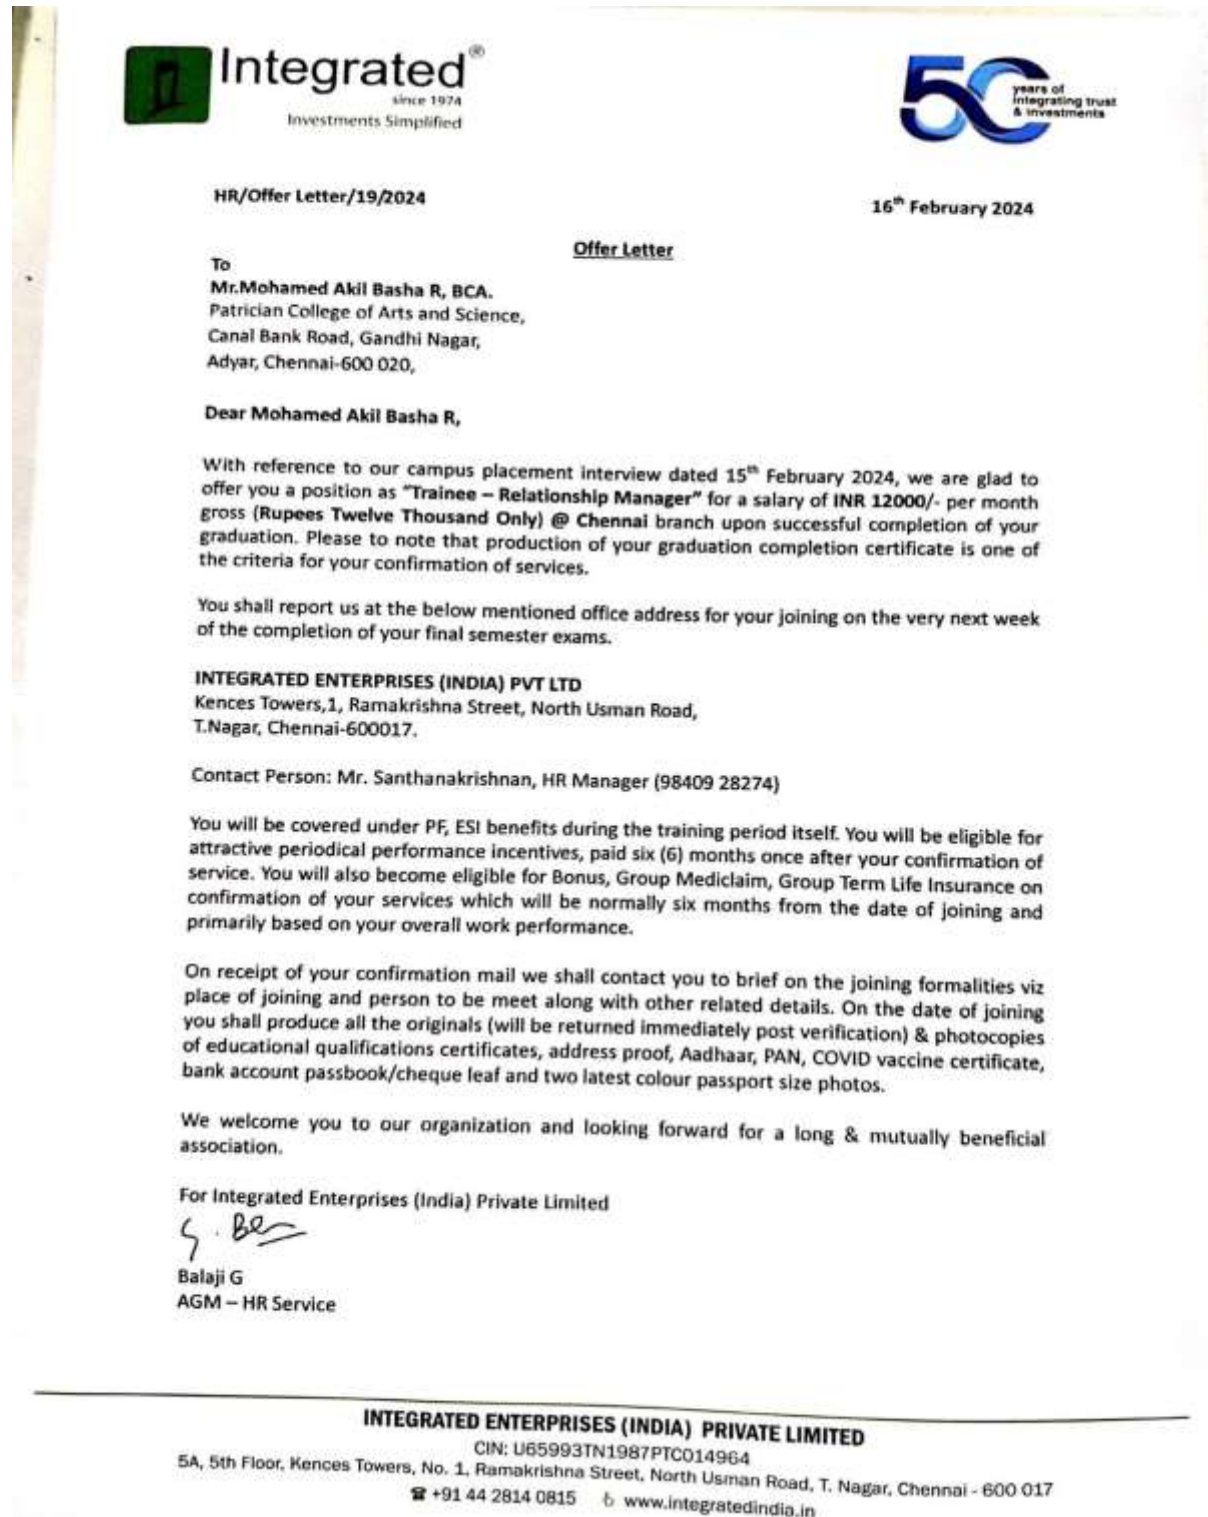 Integrated®
since 1974
Investments Simplified
50 years of
integrating trust
& investments
HR/Offer Letter/19/2024
16th February 2024
Offer Letter
To
Mr.Mohamed Akil Basha R, BCA.
Patrician College of Arts and Science,
Canal Bank Road, Gandhi Nagar,
Adyar, Chennai-600 020,
Dear Mohamed Akil Basha R,
With reference to our campus placement interview dated 15th February 2024, we are glad to
offer you a position as "Trainee – Relationship Manager" for a salary of INR 12000/- per month
gross (Rupees Twelve Thousand Only) @ Chennai branch upon successful completion of your
graduation. Please to note that production of your graduation completion certificate is one of
the criteria for your confirmation of services.
You shall report us at the below mentioned office address for your joining on the very next week
of the completion of your final semester exams.
INTEGRATED ENTERPRISES (INDIA) PVT LTD
Kences Towers,1, Ramakrishna Street, North Usman Road,
T.Nagar, Chennai-600017.
Contact Person: Mr. Santhanakrishnan, HR Manager (98409 28274)
You will be covered under PF, ESI benefits during the training period itself. You will be eligible for
attractive periodical performance incentives, paid six (6) months once after your confirmation of
service. You will also become eligible for Bonus, Group Mediclaim, Group Term Life Insurance on
confirmation of your services which will be normally six months from the date of joining and
primarily based on your overall work performance.
On receipt of your confirmation mail we shall contact you to brief on the joining formalities viz
place of joining and person to be meet along with other related details. On the date of joining
you shall produce all the originals (will be returned immediately post verification) & photocopies
of educational qualifications certificates, address proof, Aadhaar, PAN, COVID vaccine certificate,
bank account passbook/cheque leaf and two latest colour passport size photos.
We welcome you to our organization and looking forward for a long & mutually beneficial
association.
For Integrated Enterprises (India) Private Limited
Balaji G
AGM – HR Service
INTEGRATED ENTERPRISES (INDIA) PRIVATE LIMITED
CIN: U65993TN1987PTC014964
5A, 5th Floor, Kences Towers, No. 1, Ramakrishna Street, North Usman Road, T. Nagar, Chennai - 600 017
☎ +91 44 2814 0815 www.integratedindia.in